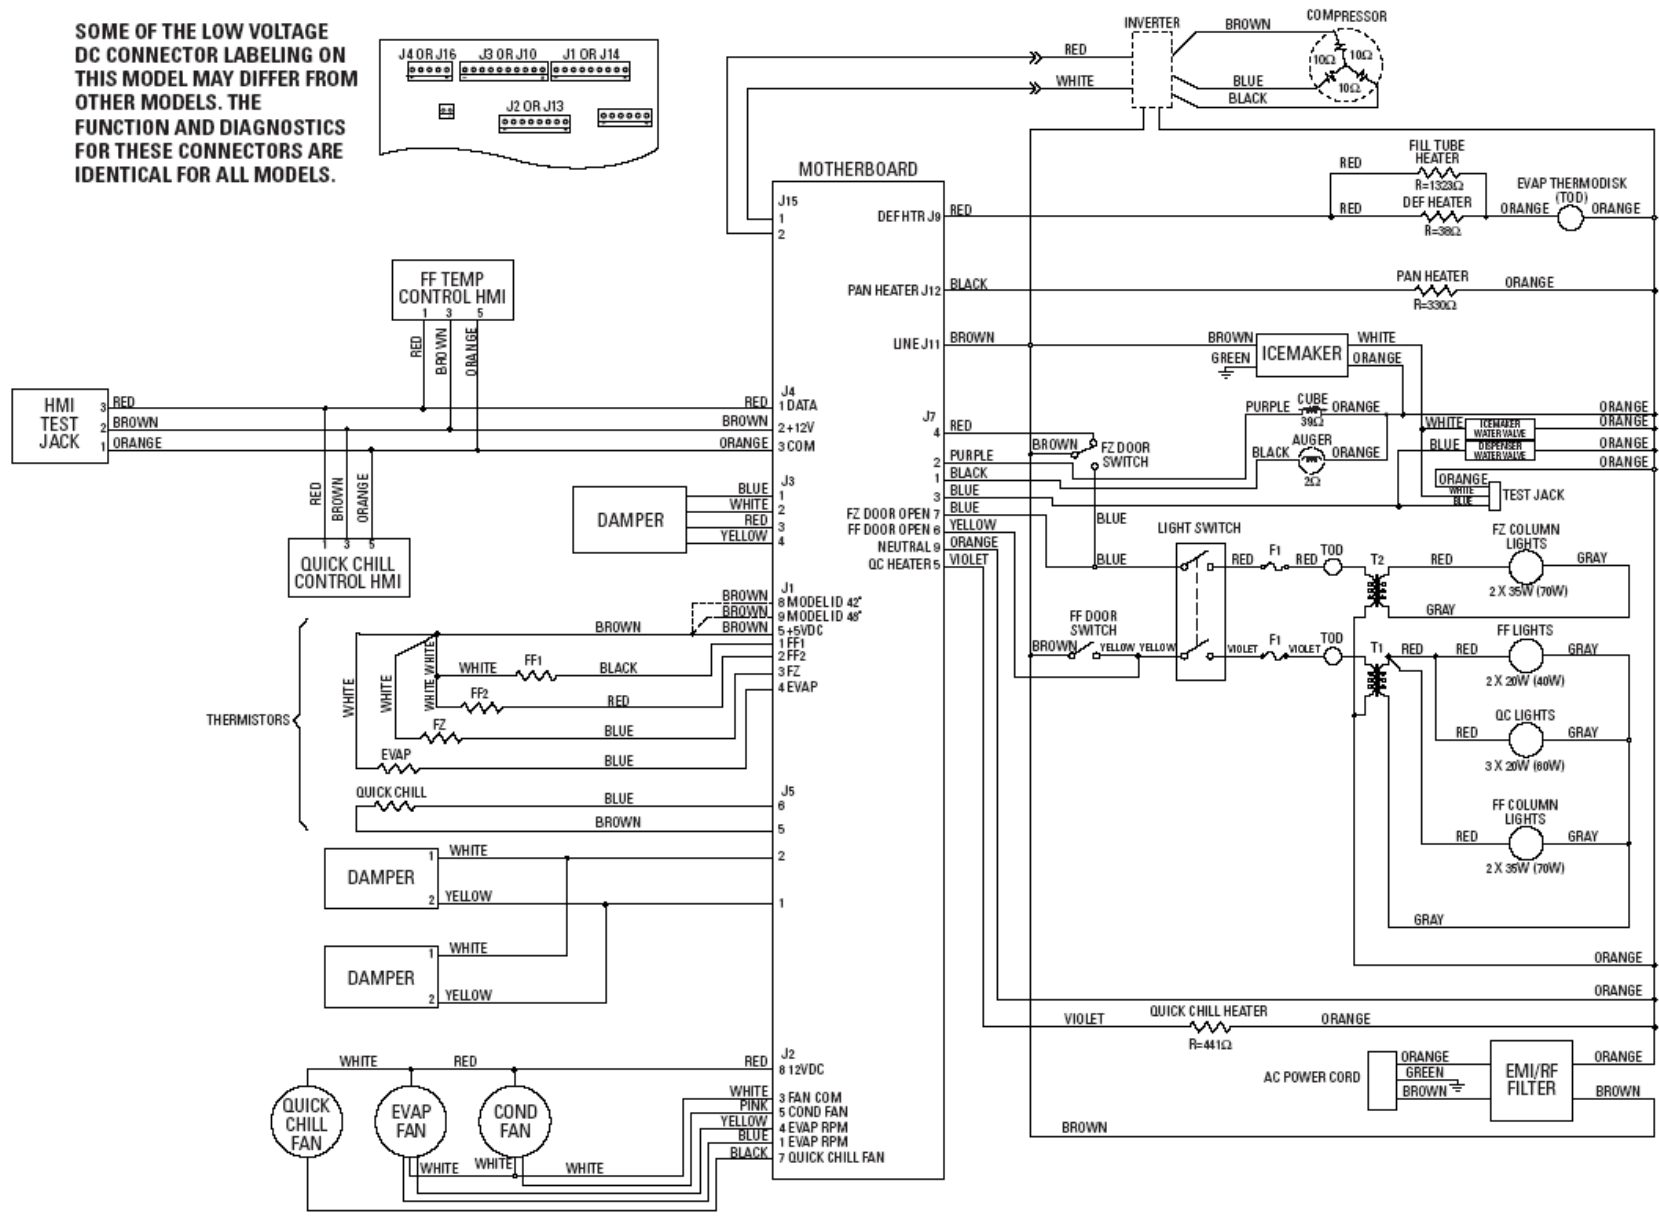 SOME OF THE LOW VOLTAGE
DC CONNECTOR LABELING ON
THIS MODEL MAY DIFFER FROM
OTHER MODELS. THE
FUNCTION AND DIAGNOSTICS
FOR THESE CONNECTORS ARE
IDENTICAL FOR ALL MODELS.
J4 OR J16
J3 OR J10
J1 OR J14
J2 OR J13
INVERTER
COMPRESSOR
BROWN
RED
WHITE
BLUE
BLACK
10Ω
10Ω
10Ω
MOTHERBOARD
J15
1
2
DEF HTR J9
RED
RED
FILL TUBE
HEATER
R=1323Ω
RED
DEF HEATER
R=38Ω
ORANGE
EVAP THERMODISK
(TOD)
ORANGE
PAN HEATER J12
BLACK
PAN HEATER
R=330Ω
ORANGE
LINE J11
BROWN
BROWN
GREEN
ICEMAKER
WHITE
ORANGE
FF TEMP
CONTROL HMI
1 3 5
RED
BROWN
ORANGE
HMI
TEST
JACK
3 RED
2 BROWN
1 ORANGE
J4
RED 1 DATA
BROWN 2 +12V
ORANGE 3 COM
RED
BROWN
ORANGE
1 3 5
QUICK CHILL
CONTROL HMI
J7
4 RED
2 PURPLE
1 BLACK
3 BLUE
FZ DOOR OPEN 7 BLUE
FF DOOR OPEN 6 YELLOW
NEUTRAL 9 ORANGE
QC HEATER 5 VIOLET
BROWN
FZ DOOR
SWITCH
BLUE
BLUE
PURPLE
CUBE
39Ω
ORANGE
BLACK
AUGER
2Ω
ORANGE
WHITE
ICEMAKER
WATER VALVE
BLUE
DISPENSER
WATER VALVE
ORANGE
ORANGE
ORANGE
ORANGE
ORANGE
WHITE
BLUE
TEST JACK
DAMPER
J3
BLUE 1
WHITE 2
RED 3
YELLOW 4
LIGHT SWITCH
RED
F1
RED
TOD
T2
RED
FZ COLUMN
LIGHTS
2 X 35W (70W)
GRAY
GRAY
FF DOOR
SWITCH
BROWN
YELLOW
YELLOW
VIOLET
F1
VIOLET
TOD
T1
RED
RED
FF LIGHTS
2 X 20W (40W)
GRAY
RED
QC LIGHTS
3 X 20W (60W)
GRAY
RED
FF COLUMN
LIGHTS
2 X 35W (70W)
GRAY
GRAY
J1
BROWN 8 MODEL ID 42"
BROWN 9 MODEL ID 48"
BROWN
BROWN 5 +5VDC
1 FF1
2 FF2
3 FZ
4 EVAP
THERMISTORS
WHITE
WHITE
WHITE
WHITE
WHITE
FF1
BLACK
FF2
RED
FZ
BLUE
EVAP
BLUE
QUICK CHILL
BLUE
BROWN
J5
6
5
2
1
DAMPER
1 WHITE
2 YELLOW
DAMPER
1 WHITE
2 YELLOW
ORANGE
ORANGE
VIOLET
QUICK CHILL HEATER
R=441Ω
ORANGE
J2
WHITE
RED
RED 8 12VDC
WHITE 3 FAN COM
PINK 5 COND FAN
YELLOW 4 EVAP RPM
BLUE 1 EVAP RPM
BLACK 7 QUICK CHILL FAN
QUICK
CHILL
FAN
EVAP
FAN
COND
FAN
WHITE
WHITE
WHITE
AC POWER CORD
ORANGE
GREEN
BROWN
EMI/RF
FILTER
ORANGE
BROWN
BROWN